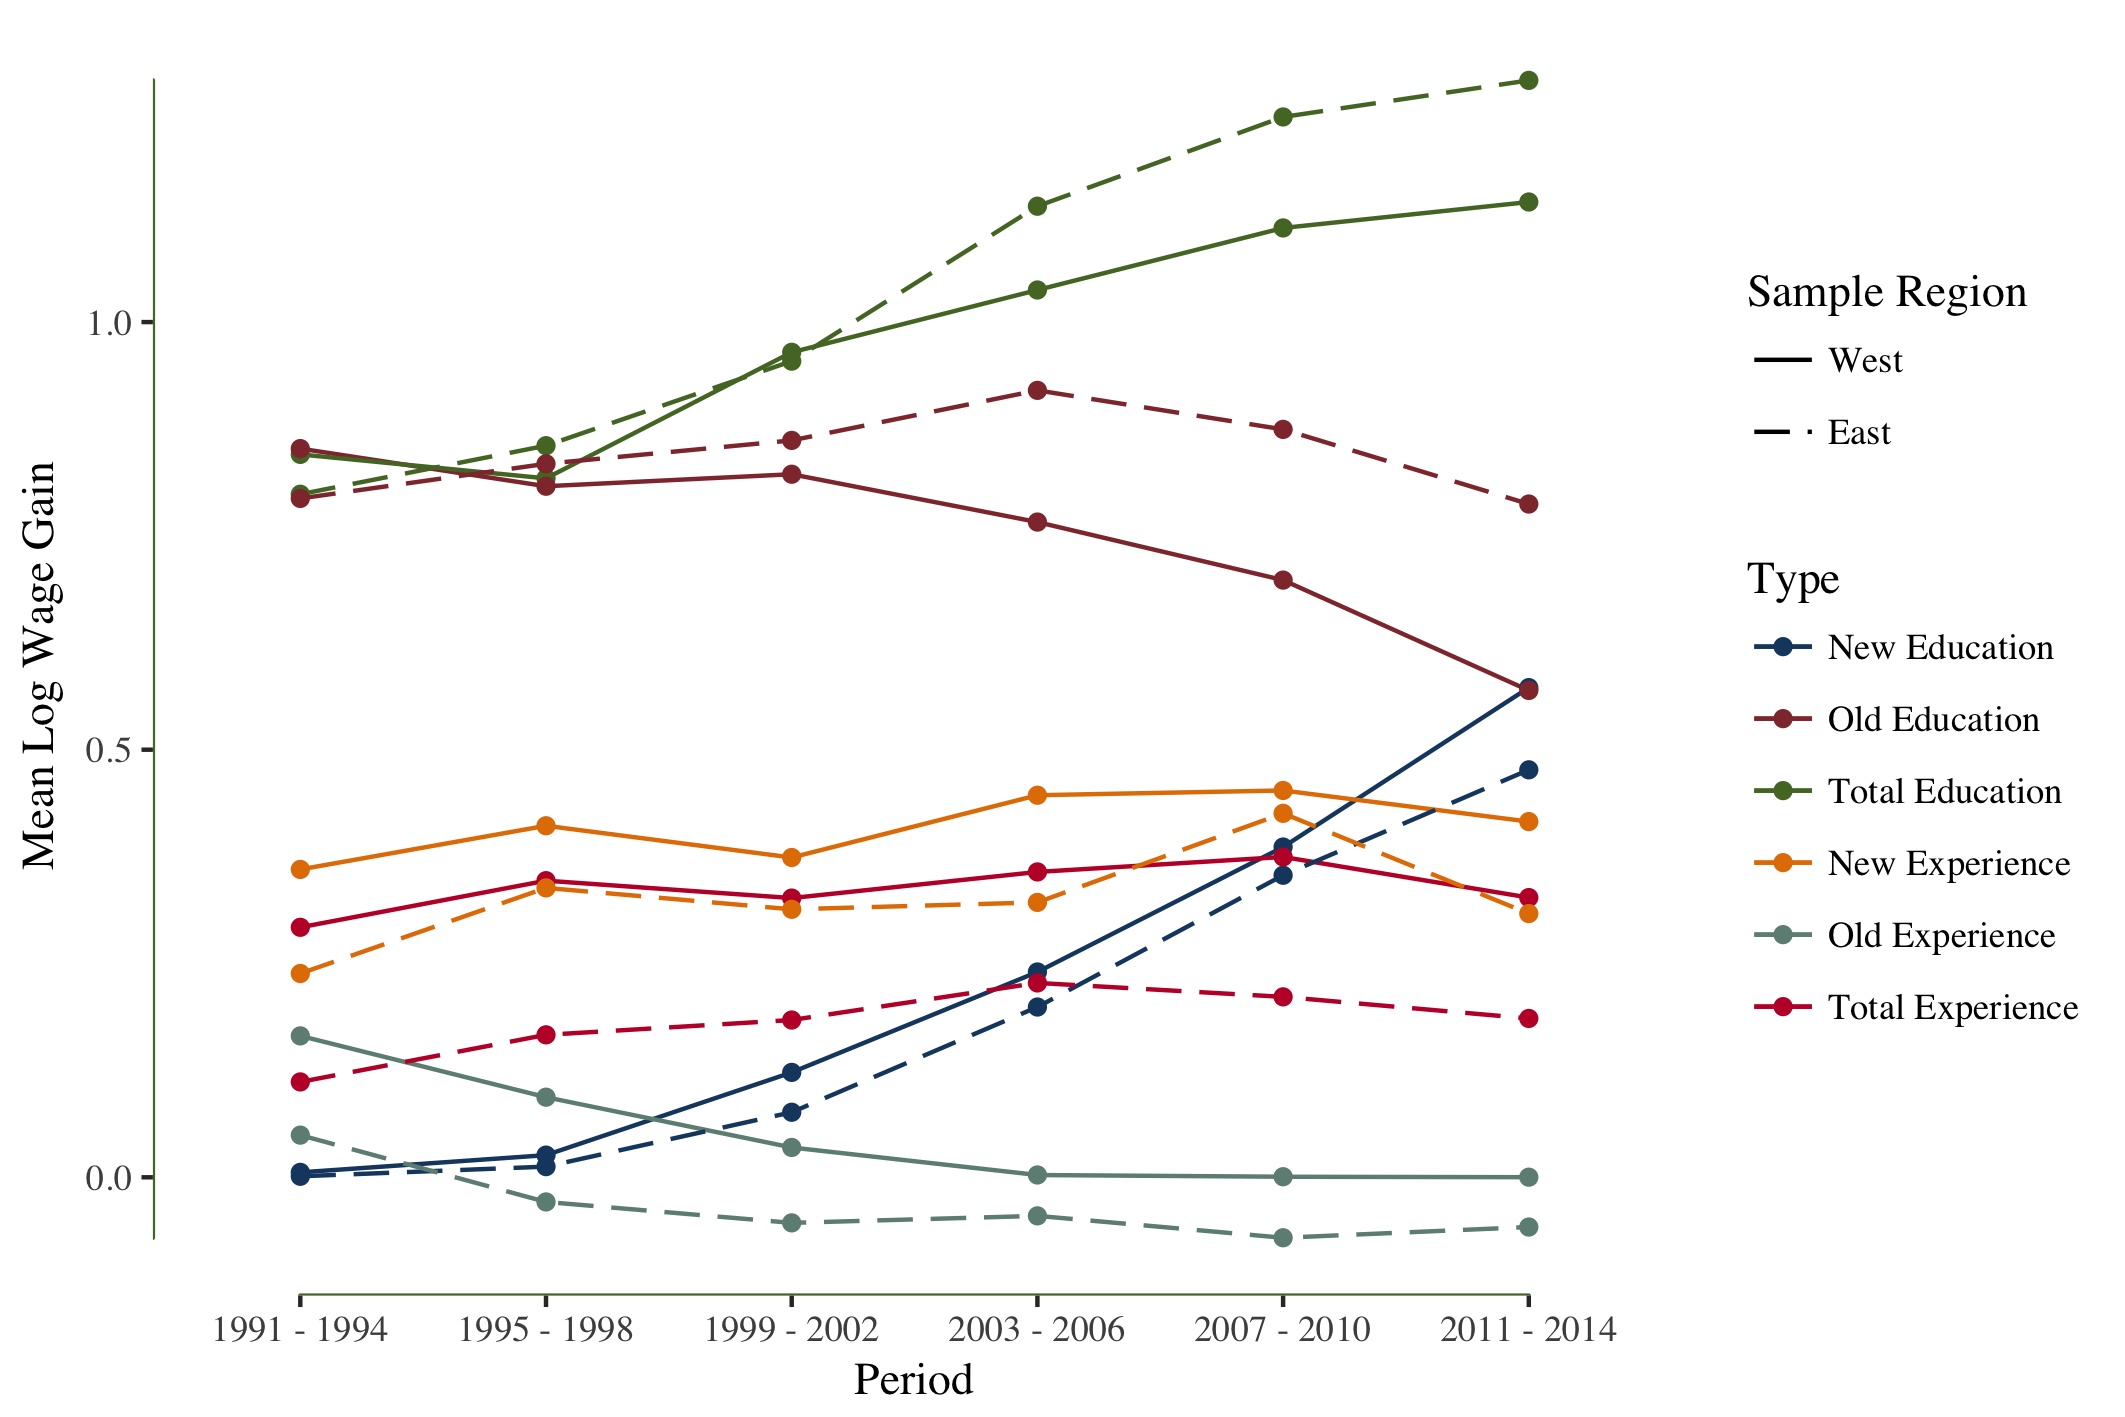 Mean Log Wage Gain
1.0
0.5
0.0
1991 - 1994
1995 - 1998
1999 - 2002
2003 - 2006
2007 - 2010
2011 - 2014
Period
Sample Region
West
East
Type
New Education
Old Education
Total Education
New Experience
Old Experience
Total Experience